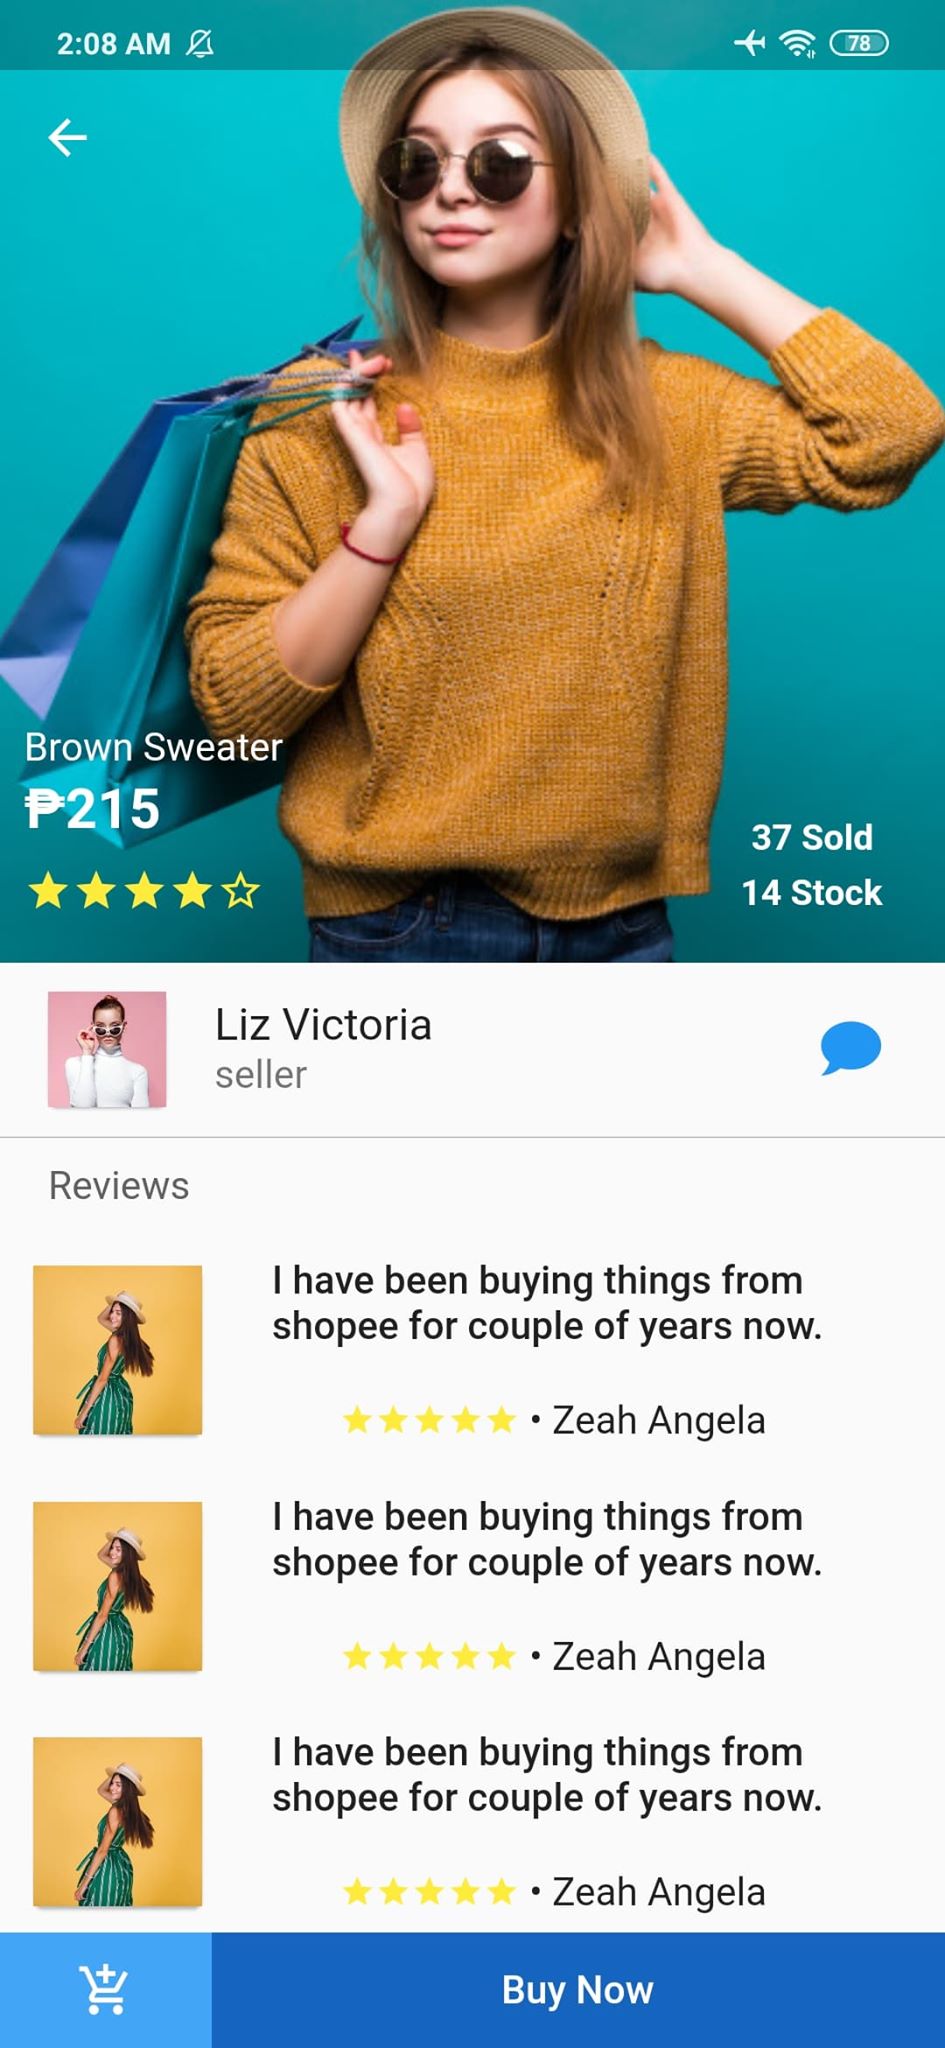 2:08 AM
78
Brown Sweater
₱215
37 Sold
14 Stock
Liz Victoria
seller
Reviews
I have been buying things from
shopee for couple of years now.
• Zeah Angela
I have been buying things from
shopee for couple of years now.
• Zeah Angela
I have been buying things from
shopee for couple of years now.
• Zeah Angela
Buy Now